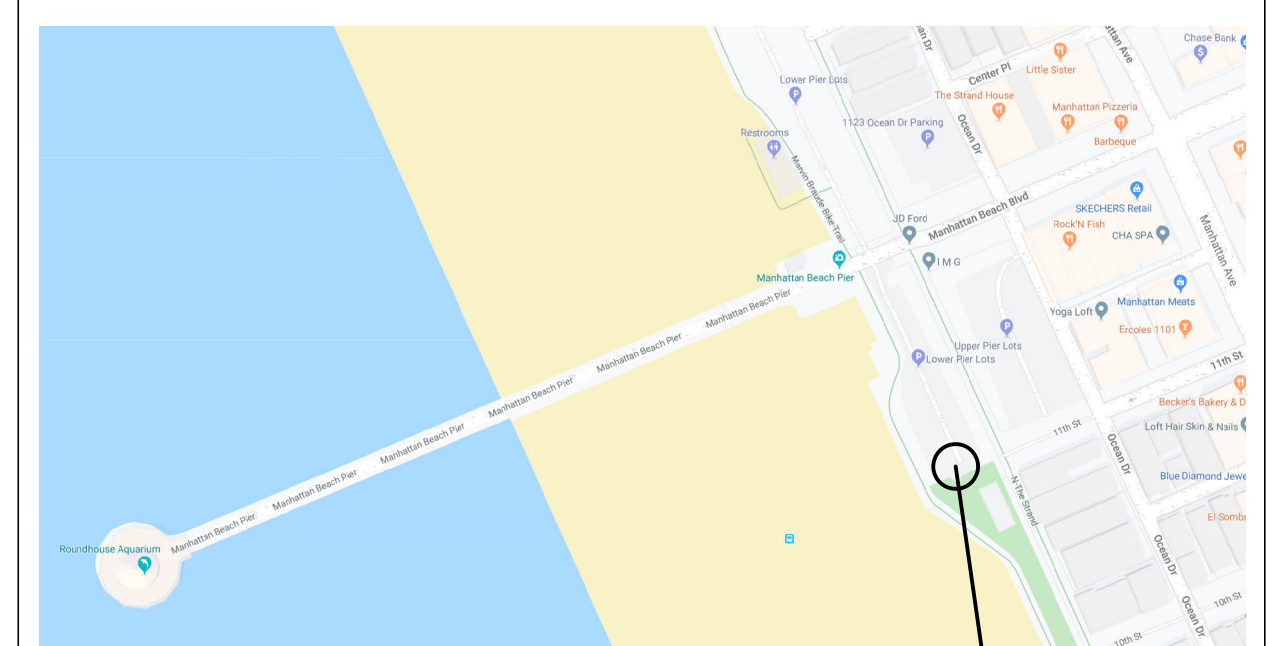 Chase Bank
Center Pl
Little Sister
Lower Pier Lots
The Strand House
Manhattan Pizzeria
1123 Ocean Dr Parking
Restrooms
Ocean Dr
Barbeque
Marvin Braude Bike Trail
SKECHERS Retail
JD Ford
Manhattan Beach Blvd
Rock'N Fish
CHA SPA
Manhattan Ave
I M G
Manhattan Beach Pier
Manhattan Beach Pier
Manhattan Beach Pier
Manhattan Beach Pier
Manhattan Beach Pier
Manhattan Beach Pier
Manhattan Beach Pier
Manhattan Beach Pier
Manhattan Beach Pier
Manhattan Meats
Yoga Loft
Ercoles 1101
Upper Pier Lots
Lower Pier Lots
11th St
Becker's Bakery & D
11th St
Loft Hair Skin & Nails
Ocean Dr
Blue Diamond Jewe
N The Strand
El Sombr
Roundhouse Aquarium
Ocean Dr
Ocean Dr
10th St
10th St